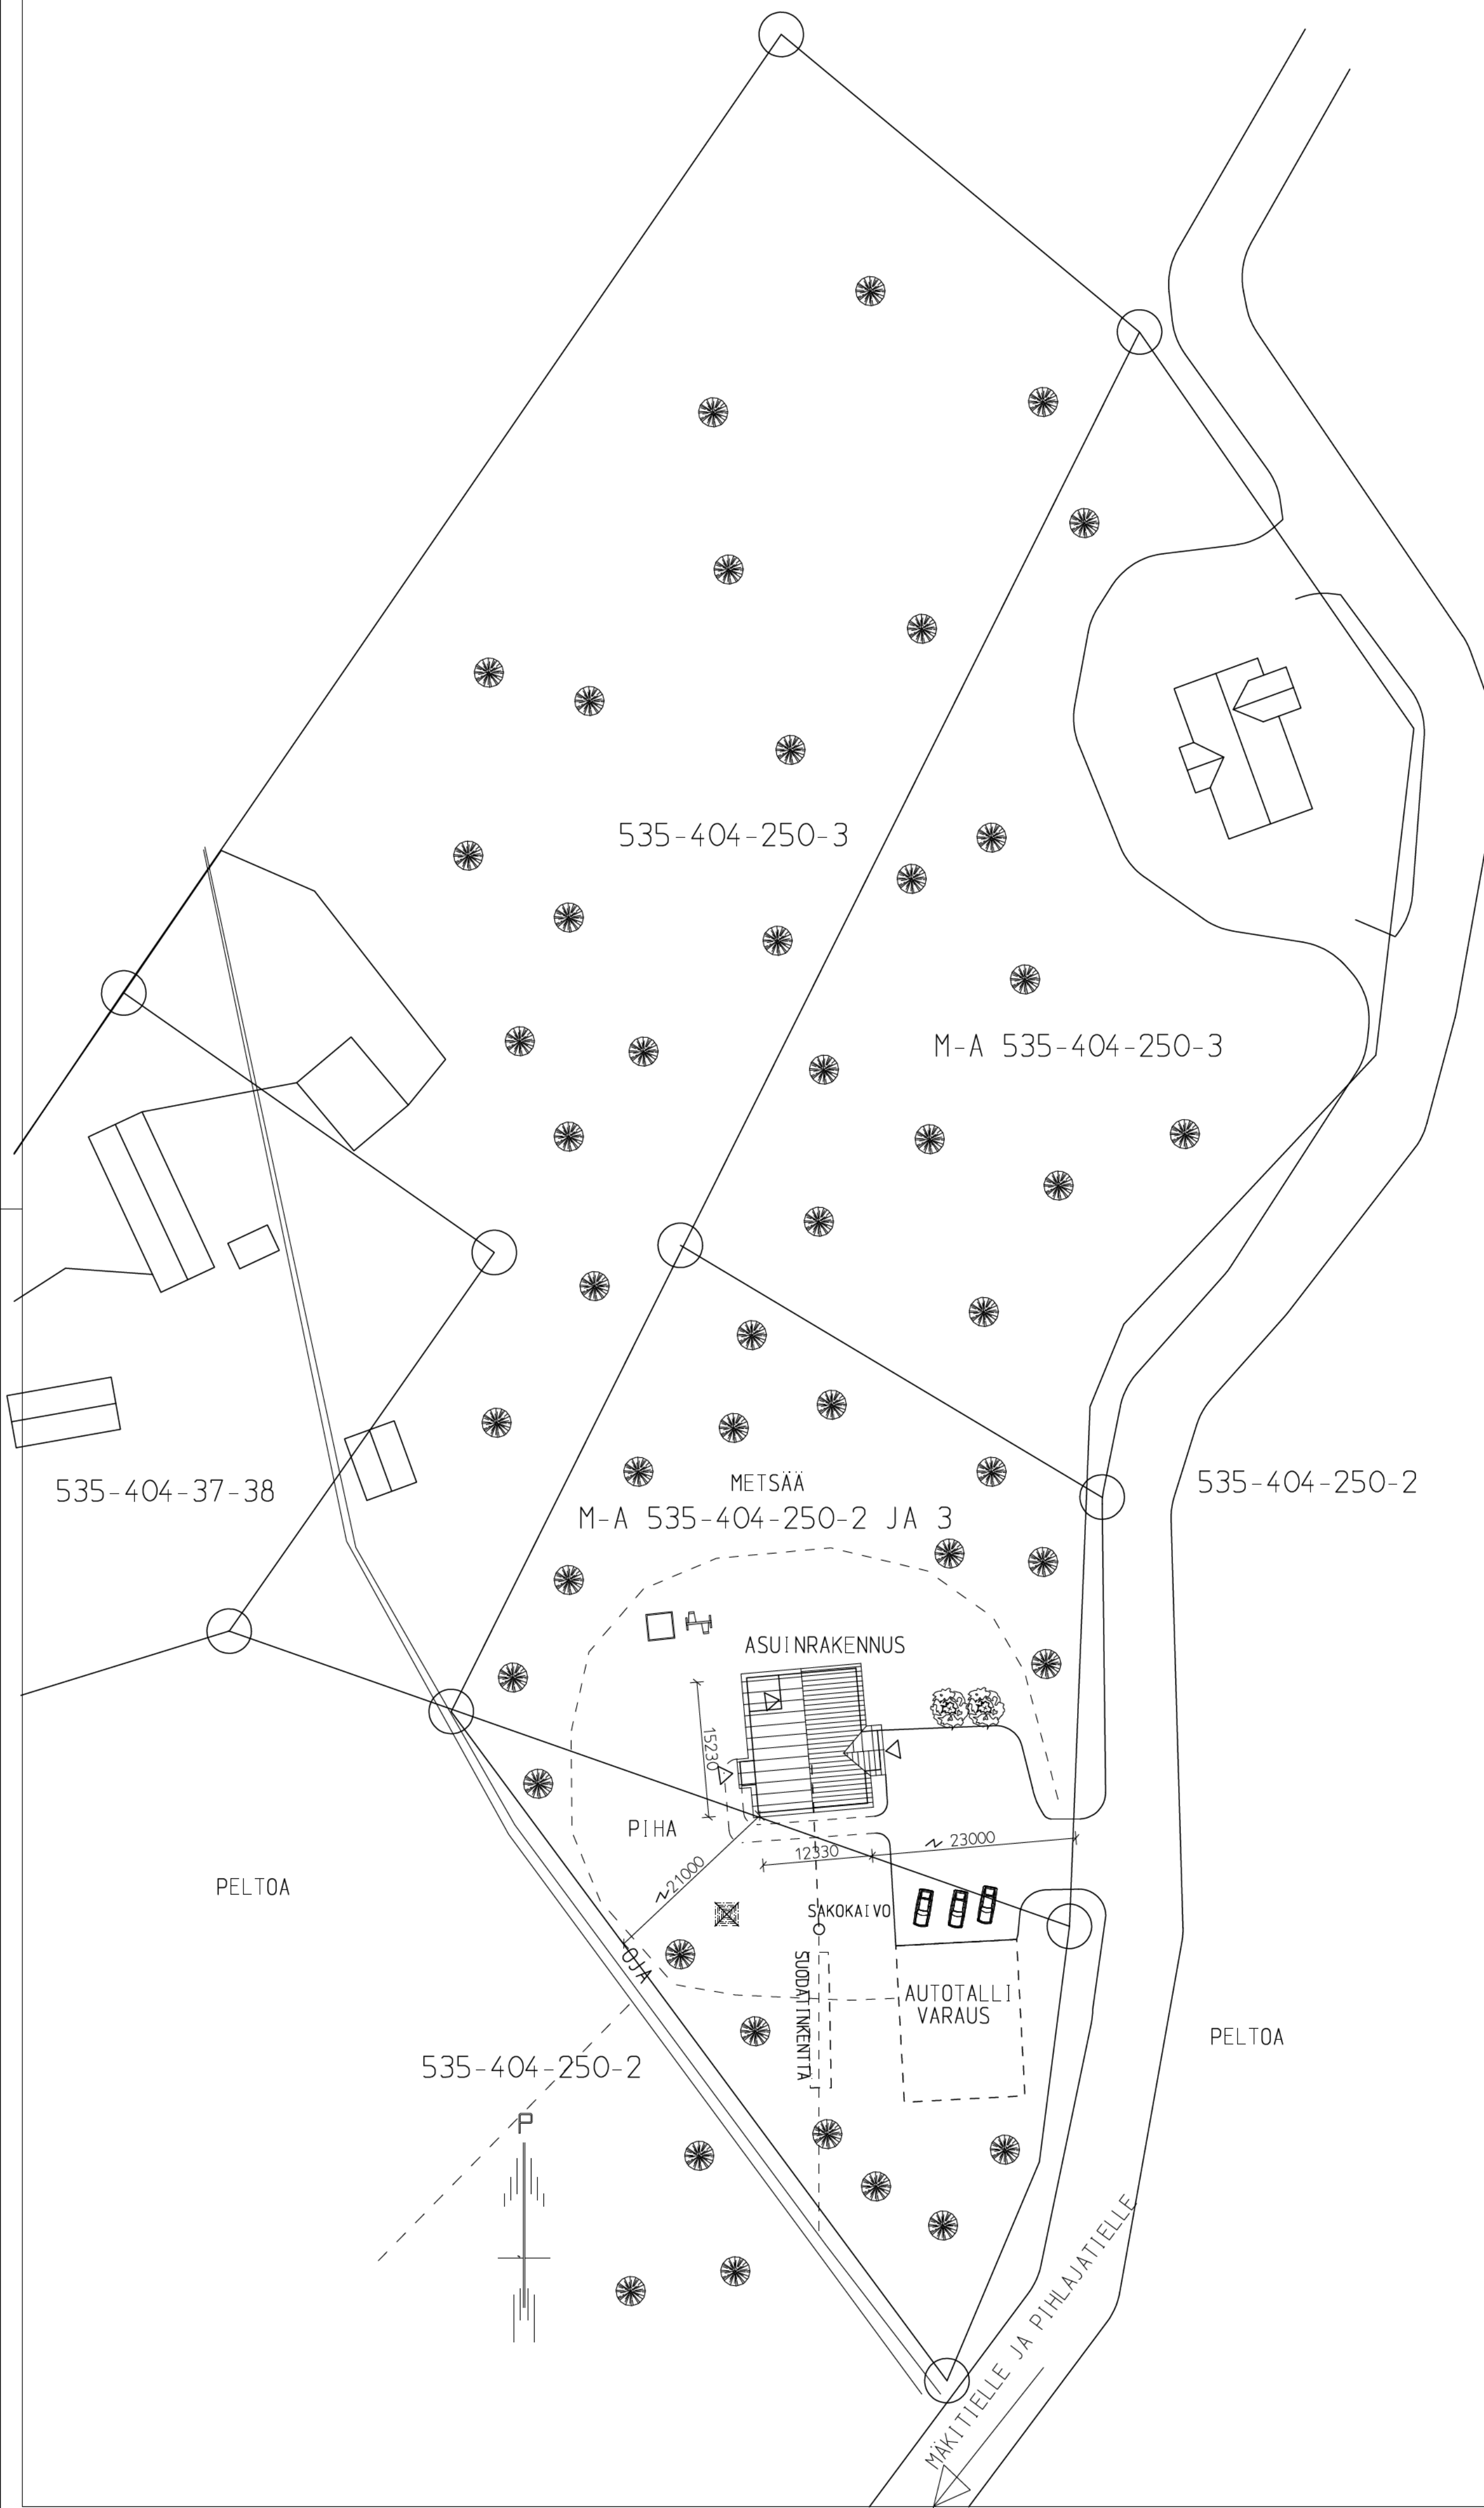 535-404-250-3
M-A 535-404-250-3
535-404-37-38
METSÄÄ
M-A 535-404-250-2 JA 3
535-404-250-2
ASUINRAKENNUS
15230
PIHA
12330
~ 23000
~21000
PELTOA
SAKOKAIVO
OJA
SUODATINKENTTÄ
AUTOTALLI
VARAUS
PELTOA
535-404-250-2
P
MÄKITIELLE JA PIHLAJATIELLE